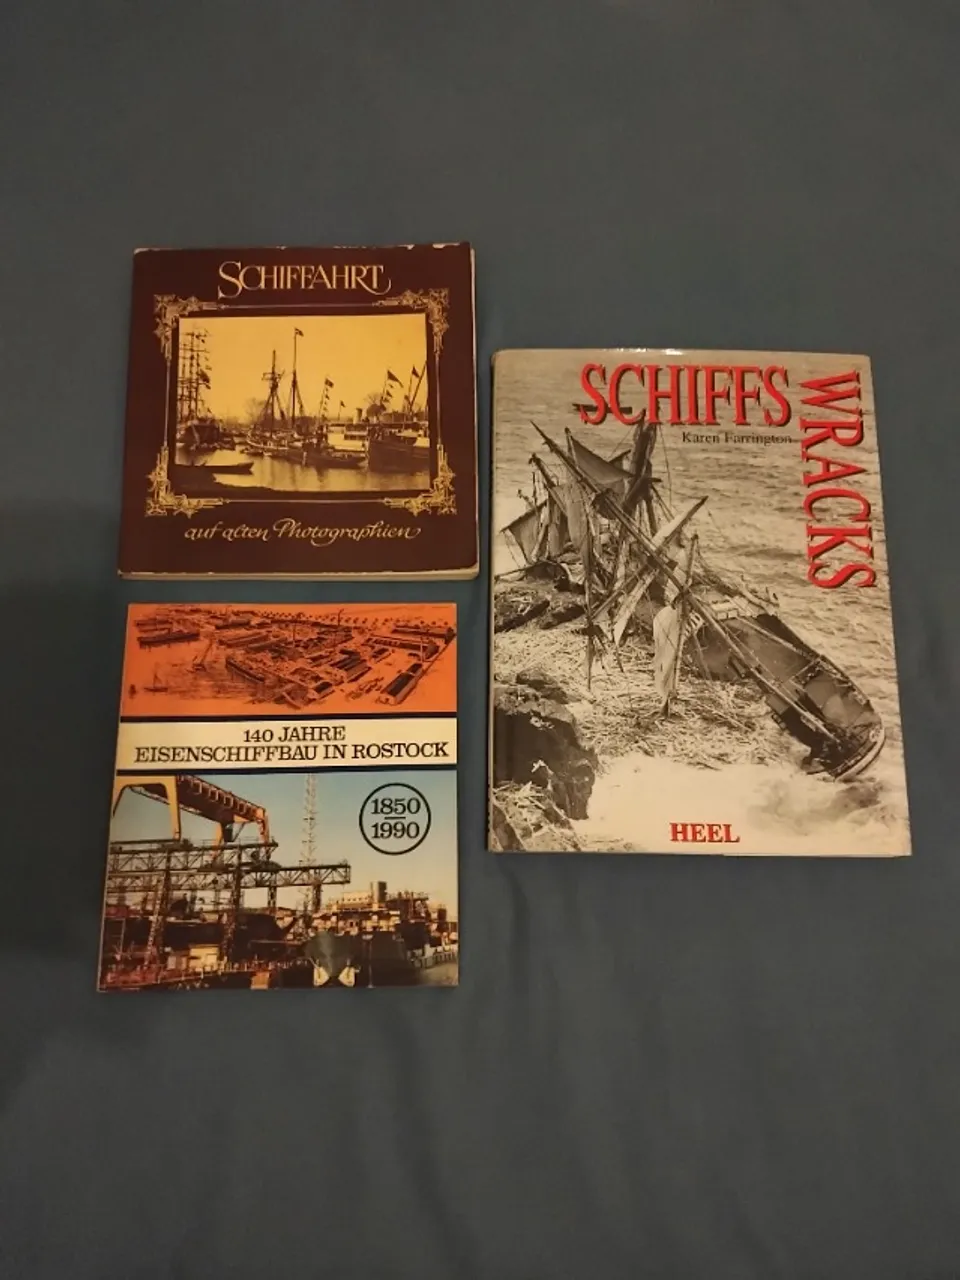 SCHIFFAHRT
auf alten Photographien
140 JAHRE
EISENSCHIFFBAU IN ROSTOCK
1850
1990
SCHIFFS
WRACKS
Karen Farrington
HEEL